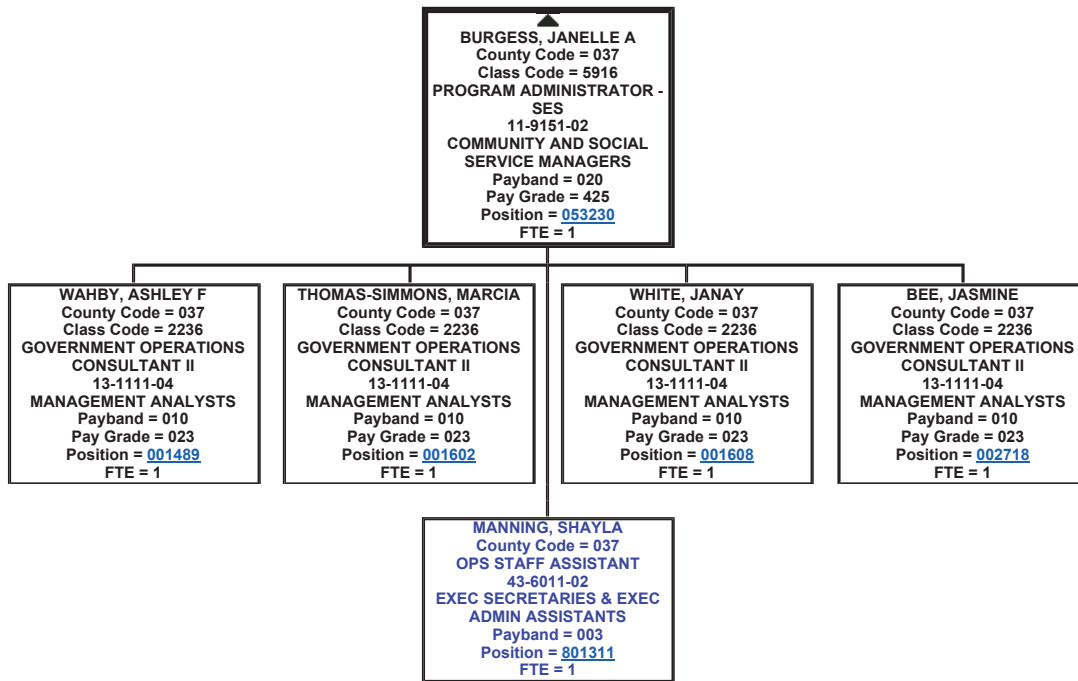 BURGESS, JANELLE A
County Code = 037
Class Code = 5916
PROGRAM ADMINISTRATOR -
SES
11-9151-02
COMMUNITY AND SOCIAL
SERVICE MANAGERS
Payband = 020
Pay Grade = 425
Position = 053230
FTE = 1
WAHBY, ASHLEY F
County Code = 037
Class Code = 2236
GOVERNMENT OPERATIONS
CONSULTANT II
13-1111-04
MANAGEMENT ANALYSTS
Payband = 010
Pay Grade = 023
Position = 001489
FTE = 1
THOMAS-SIMMONS, MARCIA
County Code = 037
Class Code = 2236
GOVERNMENT OPERATIONS
CONSULTANT II
13-1111-04
MANAGEMENT ANALYSTS
Payband = 010
Pay Grade = 023
Position = 001602
FTE = 1
WHITE, JANAY
County Code = 037
Class Code = 2236
GOVERNMENT OPERATIONS
CONSULTANT II
13-1111-04
MANAGEMENT ANALYSTS
Payband = 010
Pay Grade = 023
Position = 001608
FTE = 1
BEE, JASMINE
County Code = 037
Class Code = 2236
GOVERNMENT OPERATIONS
CONSULTANT II
13-1111-04
MANAGEMENT ANALYSTS
Payband = 010
Pay Grade = 023
Position = 002718
FTE = 1
MANNING, SHAYLA
County Code = 037
OPS STAFF ASSISTANT
43-6011-02
EXEC SECRETARIES & EXEC
ADMIN ASSISTANTS
Payband = 003
Position = 801311
FTE = 1